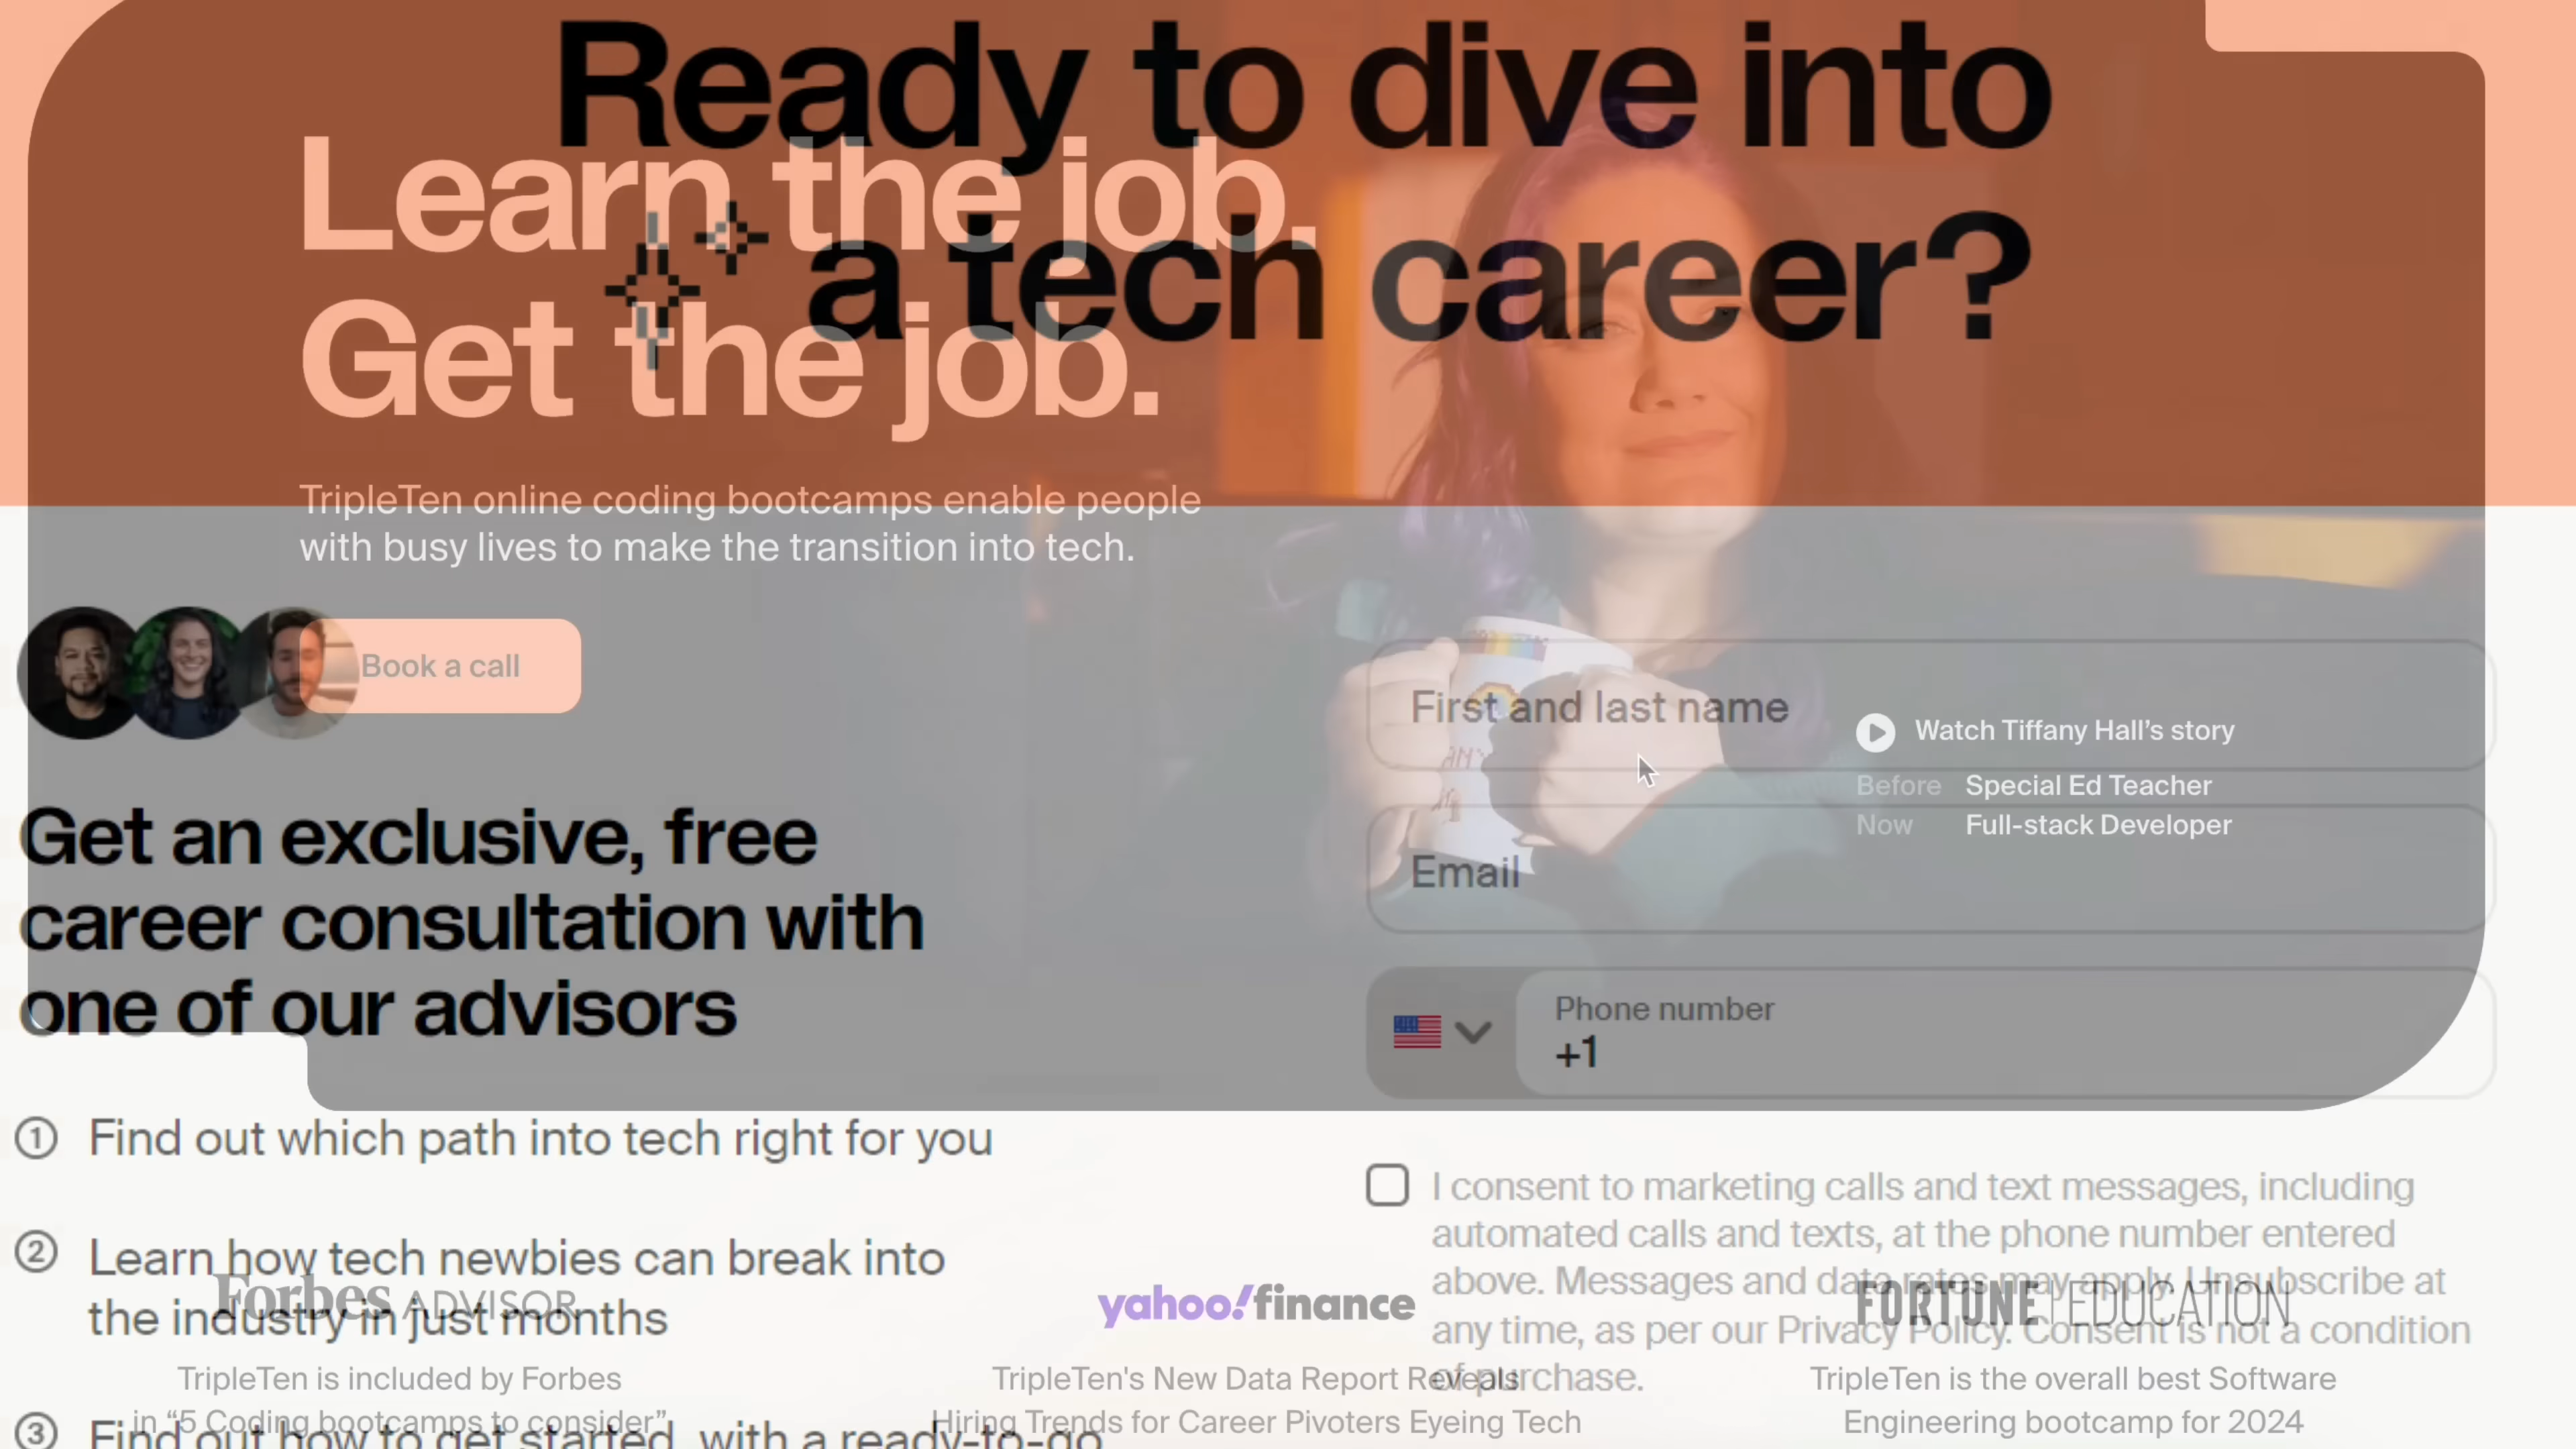 Ready to dive into
a tech career?
Learn the job.
Get the job.
TripleTen online coding bootcamps enable people
with busy lives to make the transition into tech.
Book a call
Get an exclusive, free
career consultation with
one of our advisors
① Find out which path into tech right for you
② Learn how tech newbies can break into
the industry in just months
③ Find out how to get started, with a ready-to-go
First and last name
Watch Tiffany Hall's story
Before Special Ed Teacher
Now Full-stack Developer
Email
Phone number
+1
I consent to marketing calls and text messages, including
automated calls and texts, at the phone number entered
above. Messages and data rates may apply. Unsubscribe at
any time, as per our Privacy Policy. Consent is not a condition
of purchase.
Forbes ADVISOR
TripleTen is included by Forbes
in “5 Coding bootcamps to consider”
yahoo!finance
TripleTen's New Data Report Reveals
Hiring Trends for Career Pivoters Eyeing Tech
FORTUNE | EDUCATION
TripleTen is the overall best Software
Engineering bootcamp for 2024